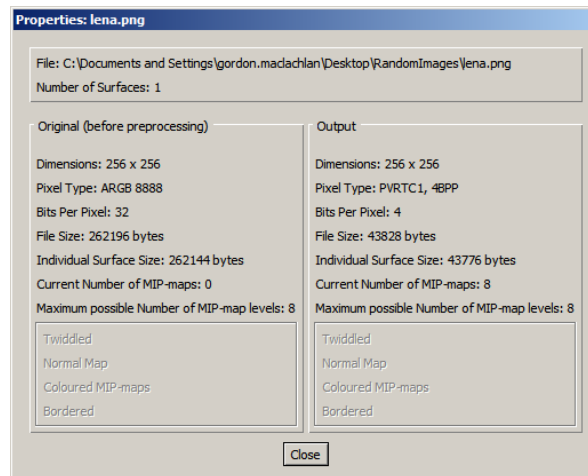 Properties: lena.png
File: C:\Documents and Settings\gordon.maclachlan\Desktop\RandomImages\lena.png
Number of Surfaces: 1
Original (before preprocessing)
Dimensions: 256 x 256
Pixel Type: ARGB 8888
Bits Per Pixel: 32
File Size: 262196 bytes
Individual Surface Size: 262144 bytes
Current Number of MIP-maps: 0
Maximum possible Number of MIP-map levels: 8
Twiddled
Normal Map
Coloured MIP-maps
Bordered
Output
Dimensions: 256 x 256
Pixel Type: PVRTC1, 4BPP
Bits Per Pixel: 4
File Size: 43828 bytes
Individual Surface Size: 43776 bytes
Current Number of MIP-maps: 8
Maximum possible Number of MIP-map levels: 8
Twiddled
Normal Map
Coloured MIP-maps
Bordered
Close